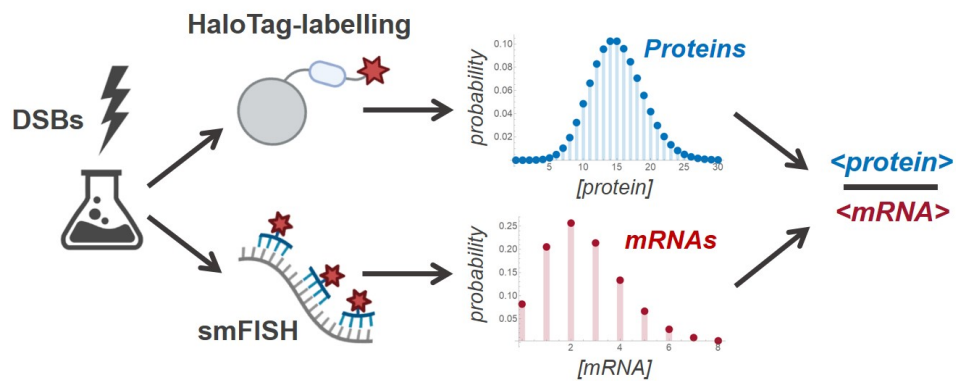 HaloTag-labelling
DSBs
smFISH
probability
0.10
0.08
0.06
0.04
0.02
5
10
15
20
25
30
[protein]
Proteins
probability
0.25
0.20
0.15
0.10
0.05
2
4
6
8
[mRNA]
mRNAs
<protein>
<mRNA>